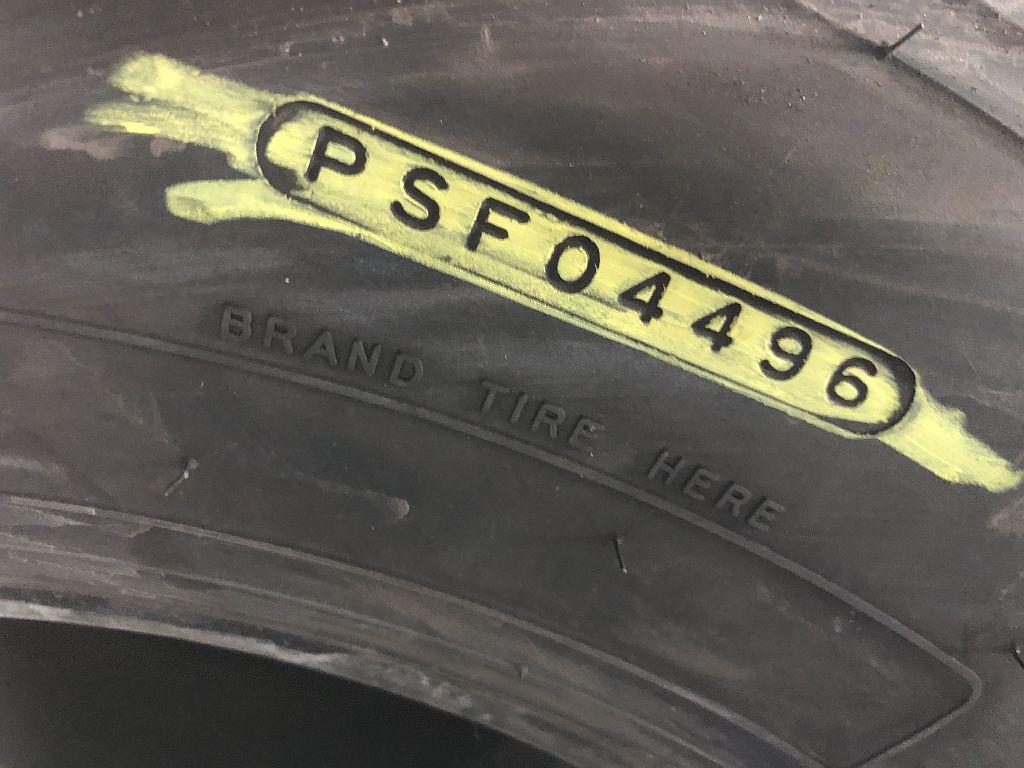 PSF04496
BRAND TIRE HERE